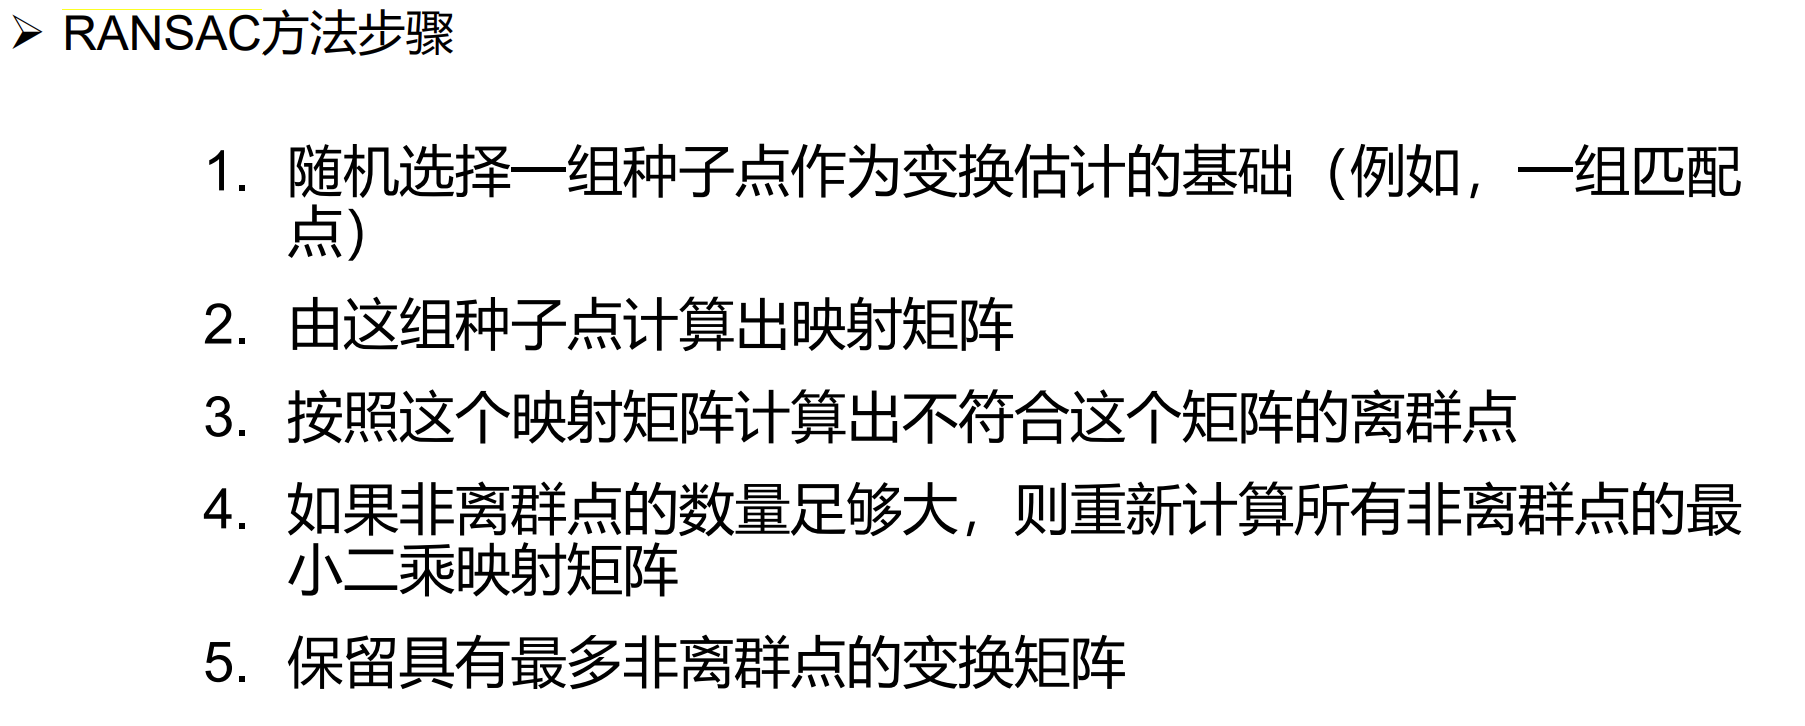 ➢ RANSAC方法步骤
1. 随机选择一组种子点作为变换估计的基础（例如，一组匹配
点）
2. 由这组种子点计算出映射矩阵
3. 按照这个映射矩阵计算出不符合这个矩阵的离群点
4. 如果非离群点的数量足够大，则重新计算所有非离群点的最
小二乘映射矩阵
5. 保留具有最多非离群点的变换矩阵